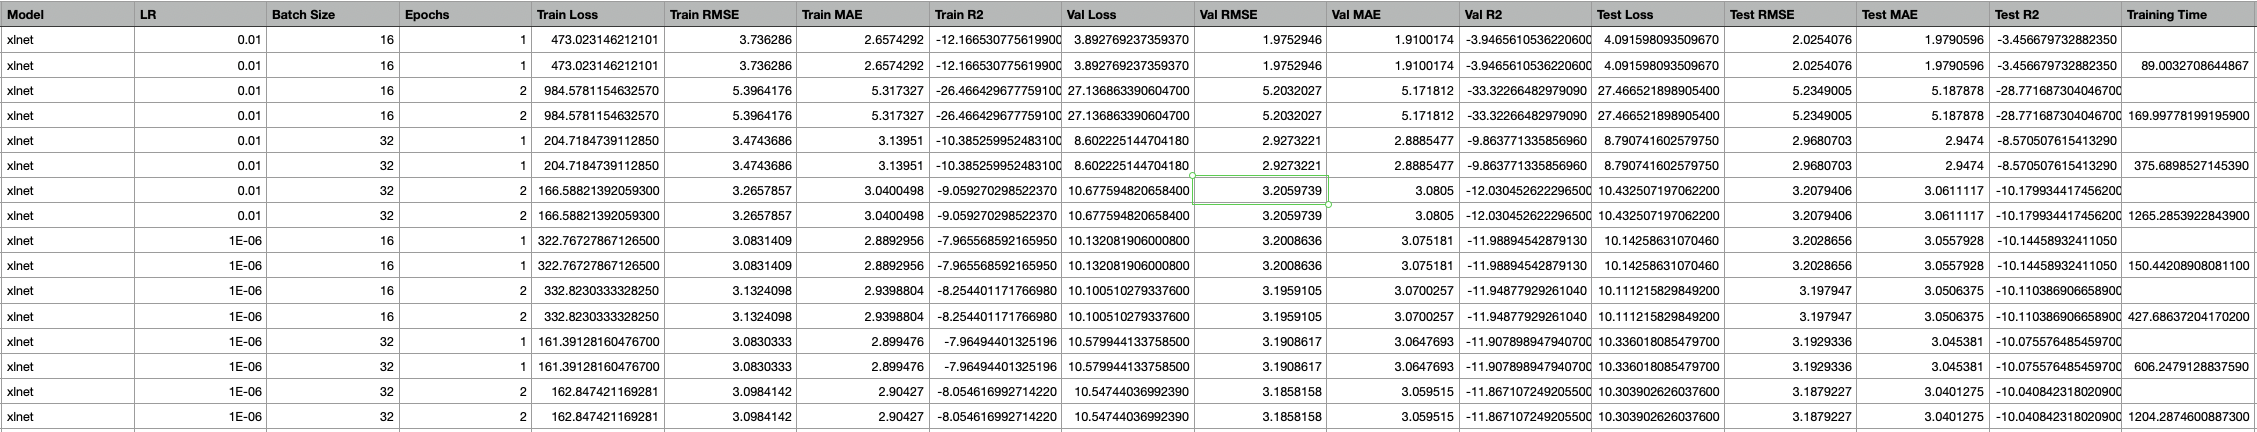 Model LR Batch Size Epochs Train Loss Train RMSE Train MAE Train R2 Val Loss Val RMSE Val MAE Val R2 Test Loss Test RMSE Test MAE Test R2 Training Time
xlnet 0.01 16 1 473.023146212101 3.736286 2.6574292 -12.166530775619900 3.892769237359370 1.9752946 1.9100174 -3.9465610536220600 4.091598093509670 2.0254076 1.9790596 -3.456679732882350
xlnet 0.01 16 1 473.023146212101 3.736286 2.6574292 -12.166530775619900 3.892769237359370 1.9752946 1.9100174 -3.9465610536220600 4.091598093509670 2.0254076 1.9790596 -3.456679732882350 89.0032708644867
xlnet 0.01 16 2 984.5781154632570 5.3964176 5.317327 -26.466429677759100 27.136863390604700 5.2032027 5.171812 -33.32266482979090 27.466521898905400 5.2349005 5.187878 -28.771687304046700
xlnet 0.01 16 2 984.5781154632570 5.3964176 5.317327 -26.466429677759100 27.136863390604700 5.2032027 5.171812 -33.32266482979090 27.466521898905400 5.2349005 5.187878 -28.771687304046700 169.99778199195900
xlnet 0.01 32 1 204.7184739112850 3.4743686 3.13951 -10.385259952483100 8.602225144704180 2.9273221 2.8885477 -9.863771335856960 8.790741602579750 2.9680703 2.9474 -8.570507615413290
xlnet 0.01 32 1 204.7184739112850 3.4743686 3.13951 -10.385259952483100 8.602225144704180 2.9273221 2.8885477 -9.863771335856960 8.790741602579750 2.9680703 2.9474 -8.570507615413290 375.6898527145390
xlnet 0.01 32 2 166.58821392059300 3.2657857 3.0400498 -9.059270298522370 10.677594820658400 3.2059739 3.0805 -12.030452622296500 10.432507197062200 3.2079406 3.0611117 -10.179934417456200
xlnet 0.01 32 2 166.58821392059300 3.2657857 3.0400498 -9.059270298522370 10.677594820658400 3.2059739 3.0805 -12.030452622296500 10.432507197062200 3.2079406 3.0611117 -10.179934417456200 1265.2853922843900
xlnet 1E-06 16 1 322.76727867126500 3.0831409 2.8892956 -7.965568592165950 10.132081906000800 3.2008636 3.075181 -11.98894542879130 10.14258631070460 3.2028656 3.0557928 -10.14458932411050
xlnet 1E-06 16 1 322.76727867126500 3.0831409 2.8892956 -7.965568592165950 10.132081906000800 3.2008636 3.075181 -11.98894542879130 10.14258631070460 3.2028656 3.0557928 -10.14458932411050 150.44208908081100
xlnet 1E-06 16 2 332.8230333328250 3.1324098 2.9398804 -8.254401171766980 10.100510279337600 3.1959105 3.0700257 -11.94877929261040 10.111215829849200 3.197947 3.0506375 -10.110386906658900
xlnet 1E-06 16 2 332.8230333328250 3.1324098 2.9398804 -8.254401171766980 10.100510279337600 3.1959105 3.0700257 -11.94877929261040 10.111215829849200 3.197947 3.0506375 -10.110386906658900 427.68637204170200
xlnet 1E-06 32 1 161.39128160476700 3.0830333 2.899476 -7.96494401325196 10.579944133758500 3.1908617 3.0647693 -11.907898947940700 10.336018085479700 3.1929336 3.045381 -10.075576485459700
xlnet 1E-06 32 1 161.39128160476700 3.0830333 2.899476 -7.96494401325196 10.579944133758500 3.1908617 3.0647693 -11.907898947940700 10.336018085479700 3.1929336 3.045381 -10.075576485459700 606.2479128837590
xlnet 1E-06 32 2 162.847421169281 3.0984142 2.90427 -8.054616992714220 10.54744036992390 3.1858158 3.059515 -11.867107249205500 10.303902626037600 3.1879227 3.0401275 -10.040842318020900
xlnet 1E-06 32 2 162.847421169281 3.0984142 2.90427 -8.054616992714220 10.54744036992390 3.1858158 3.059515 -11.867107249205500 10.303902626037600 3.1879227 3.0401275 -10.040842318020900 1204.2874600887300